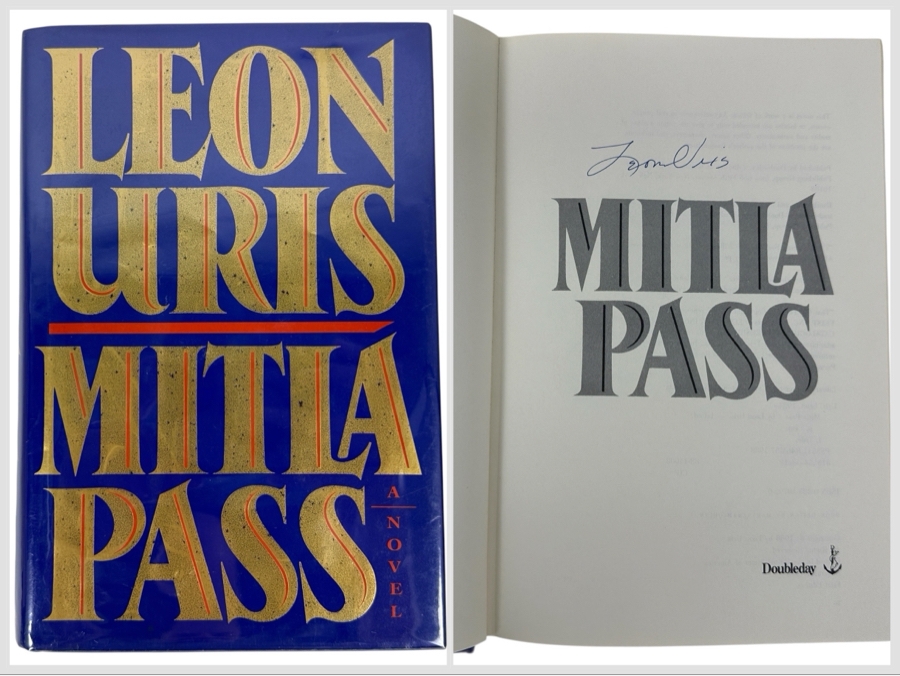 LEON
URIS
MITLA
PASS
A
NOVEL
Leon Uris
MITLA
PASS
Doubleday